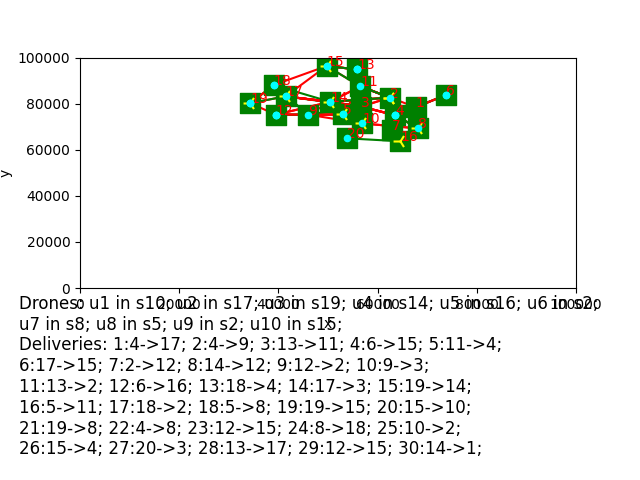 100000
80000
60000
y
40000
20000
0
Drones: u1 in s10; u2 in s17; u3 in s19; u4 in s14; u5 in s16; u6 in s2;
u7 in s8; u8 in s5; u9 in s2; u10 in s15;
Deliveries: 1:4->17; 2:4->9; 3:13->11; 4:6->15; 5:11->4;
6:17->15; 7:2->12; 8:14->12; 9:12->2; 10:9->3;
11:13->2; 12:6->16; 13:18->4; 14:17->3; 15:19->14;
16:5->11; 17:18->2; 18:5->8; 19:19->15; 20:15->10;
21:19->8; 22:4->8; 23:12->15; 24:8->18; 25:10->2;
26:15->4; 27:20->3; 28:13->17; 29:12->15; 30:14->1;